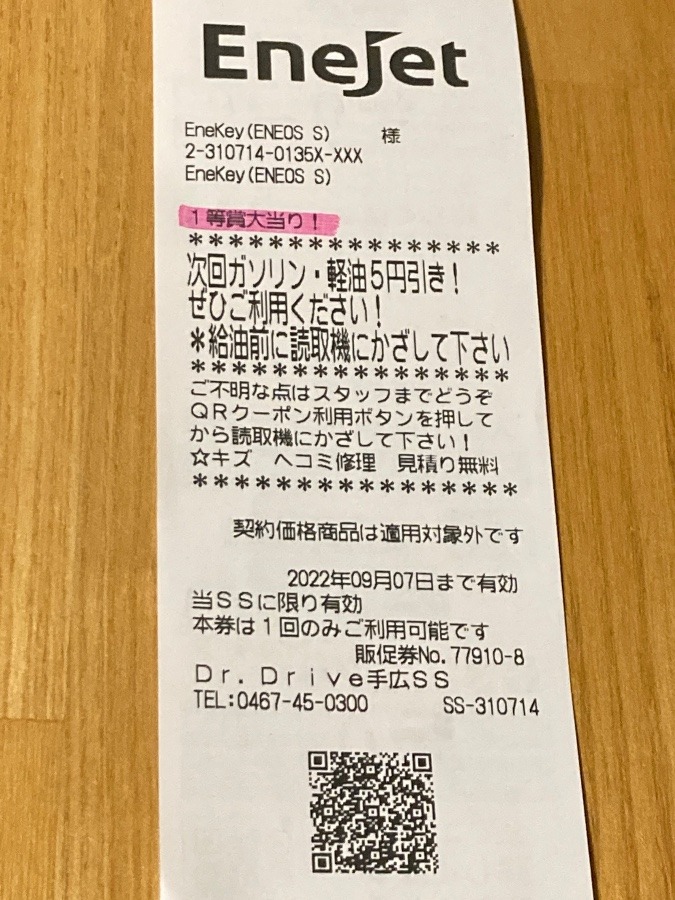 EneJet
EneKey(ENEOS S) 様
2-310714-0135X-XXX
EneKey(ENEOS S)
1等賞大当り!
****************
次回ガソリン・軽油5円引き!
ぜひご利用ください!
*給油前に読取機にかざして下さい
****************
ご不明な点はスタッフまでどうぞ
QRクーポン利用ボタンを押して
から読取機にかざして下さい!
☆キズ ヘコミ修理 見積り無料
****************
契約価格商品は適用対象外です
2022年09月07日まで有効
当SSに限り有効
本券は1回のみご利用可能です
販促券No.77910-8
Dr.Drive手広SS
TEL:0467-45-0300 SS-310714